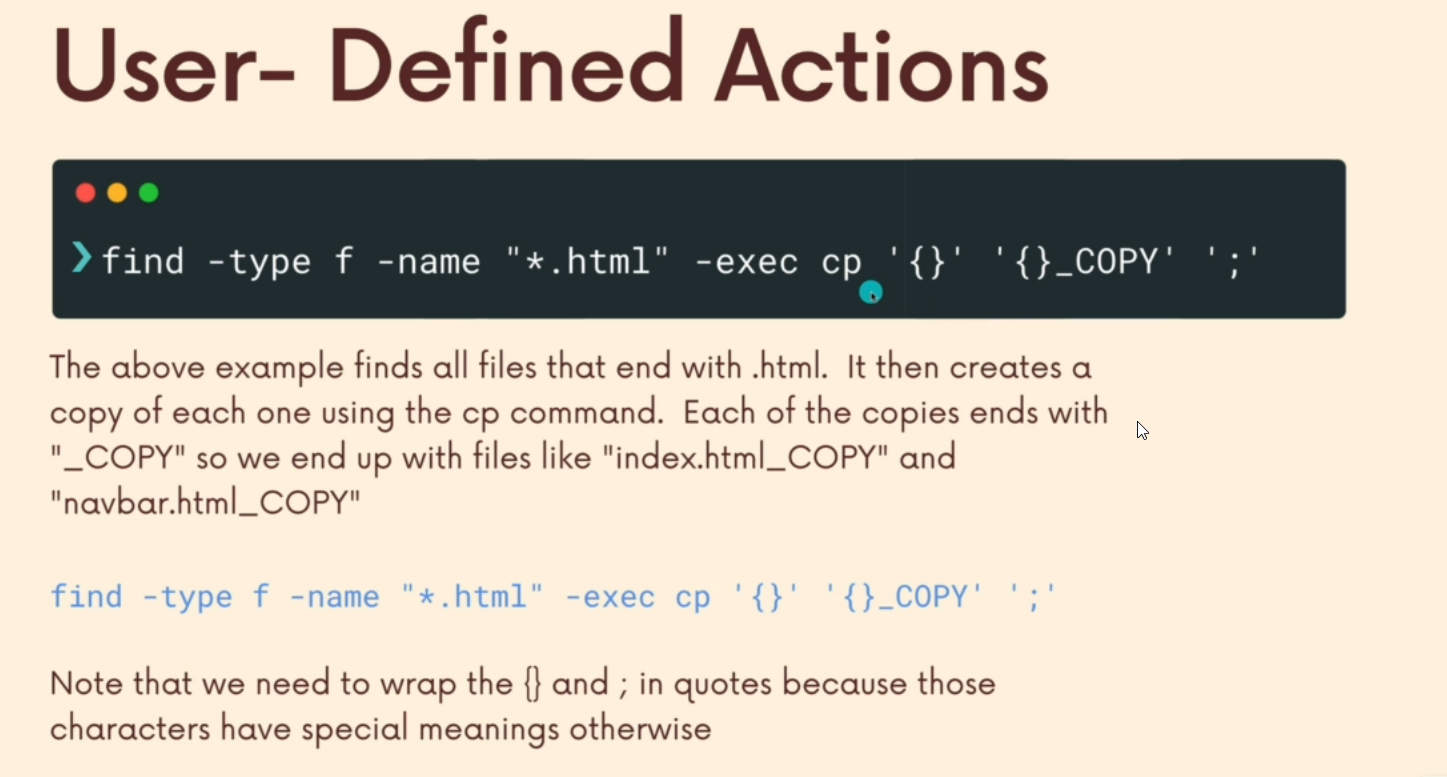 User- Defined Actions
❯find -type f -name "*.html" -exec cp '{}' '{}_COPY' ';'
The above example finds all files that end with .html.  It then creates a
copy of each one using the cp command.  Each of the copies ends with
"_COPY" so we end up with files like "index.html_COPY" and
"navbar.html_COPY"
find -type f -name "*.html" -exec cp '{}' '{}_COPY' ';'
Note that we need to wrap the {} and ; in quotes because those
characters have special meanings otherwise